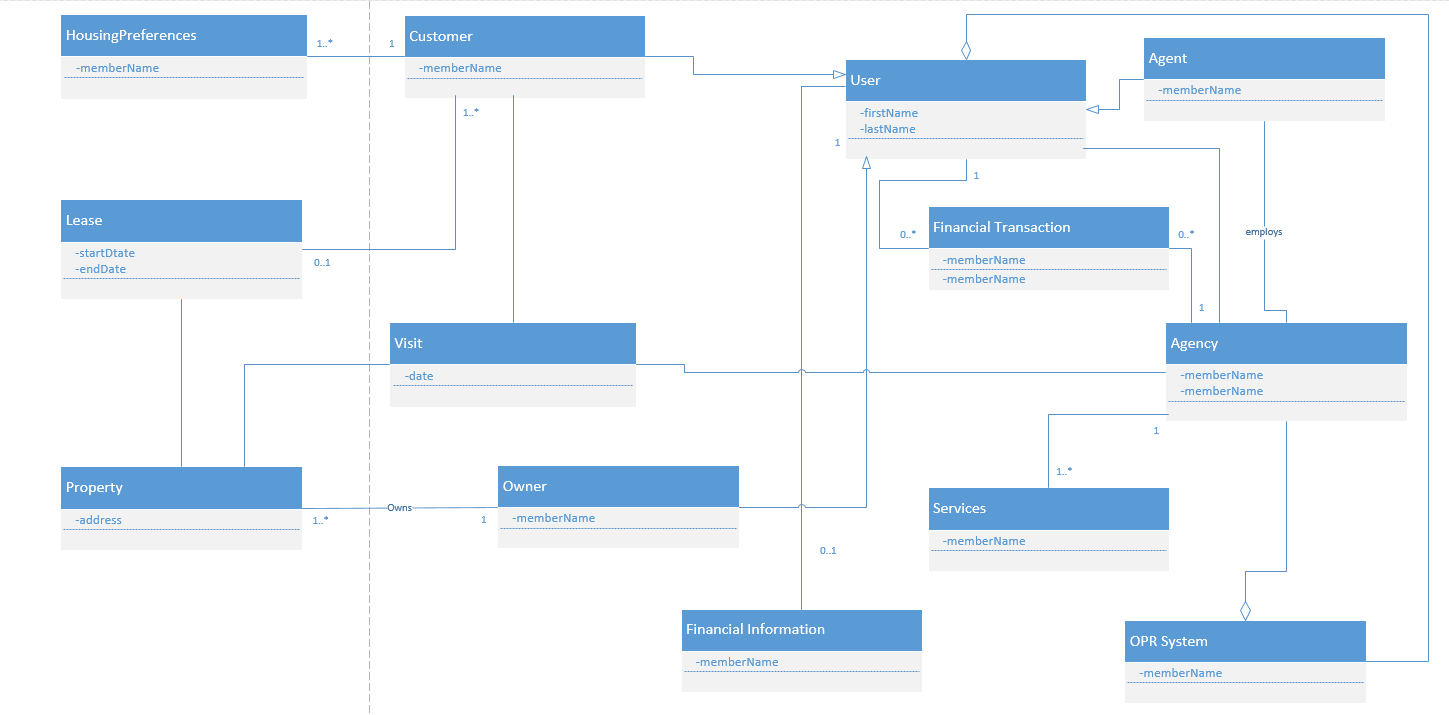 HousingPreferences
-memberName
1..*
1
Customer
-memberName
1..*
User
-firstName
-lastName
1
1
Agent
-memberName
Lease
-startDtate
-endDate
0..1
0..*
Financial Transaction
-memberName
-memberName
0..*
employs
1
Visit
-date
Agency
-memberName
-memberName
1
1..*
Property
-address
1..*
Owns
1
Owner
-memberName
Services
-memberName
0..1
Financial Information
-memberName
OPR System
-memberName